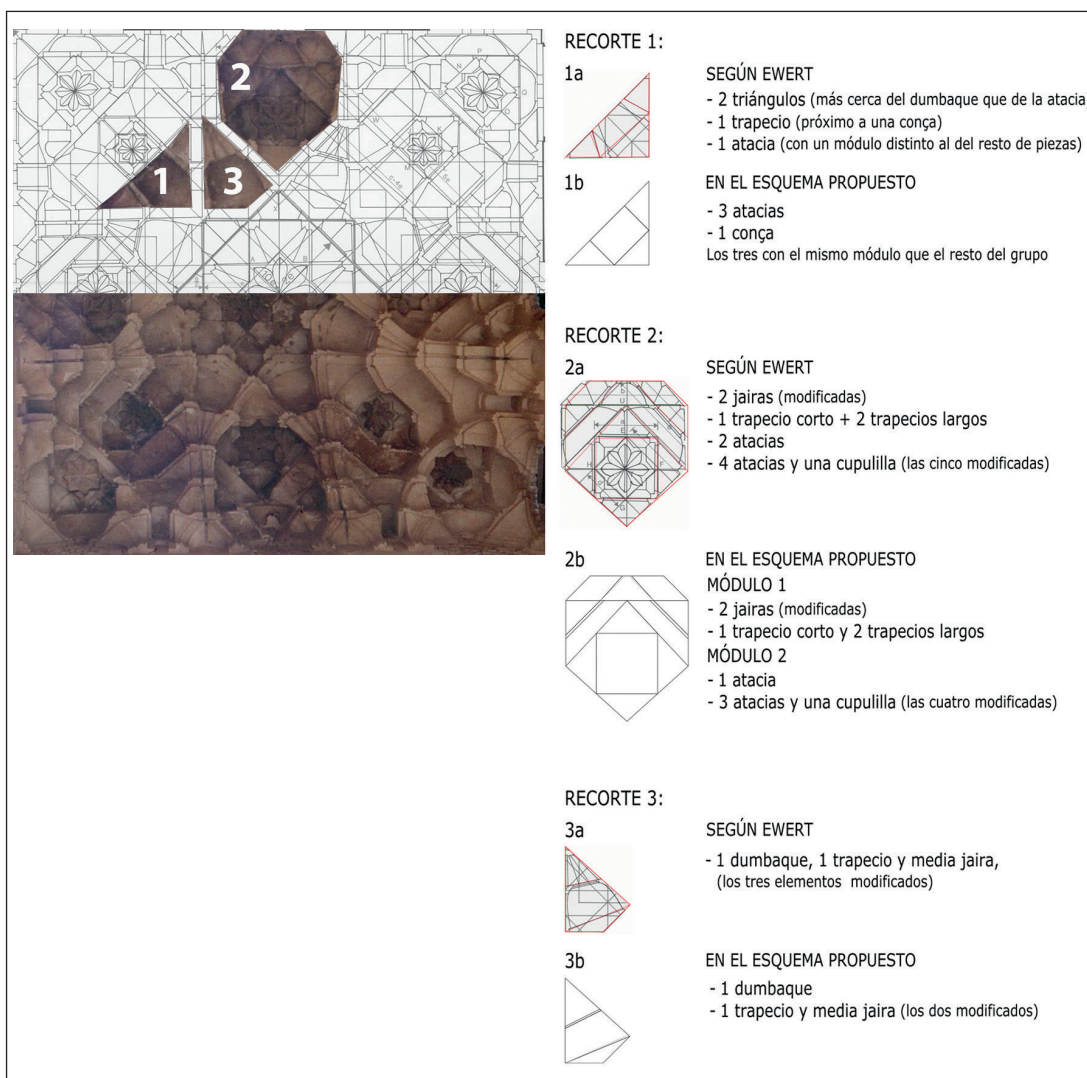 1
2
3
RECORTE 1:
1a
SEGÚN EWERT
- 2 triángulos (más cerca del dumbaque que de la atacia
- 1 trapecio (próximo a una conça)
- 1 atacia (con un módulo distinto al del resto de piezas)
1b
EN EL ESQUEMA PROPUESTO
- 3 atacias
- 1 conça
Los tres con el mismo módulo que el resto del grupo
RECORTE 2:
2a
SEGÚN EWERT
- 2 jairas (modificadas)
- 1 trapecio corto + 2 trapecios largos
- 2 atacias
- 4 atacias y una cupulilla (las cinco modificadas)
2b
EN EL ESQUEMA PROPUESTO
MÓDULO 1
- 2 jairas (modificadas)
- 1 trapecio corto y 2 trapecios largos
MÓDULO 2
- 1 atacia
- 3 atacias y una cupulilla (las cuatro modificadas)
RECORTE 3:
3a
SEGÚN EWERT
- 1 dumbaque, 1 trapecio y media jaira,
(los tres elementos modificados)
3b
EN EL ESQUEMA PROPUESTO
- 1 dumbaque
- 1 trapecio y media jaira (los dos modificados)